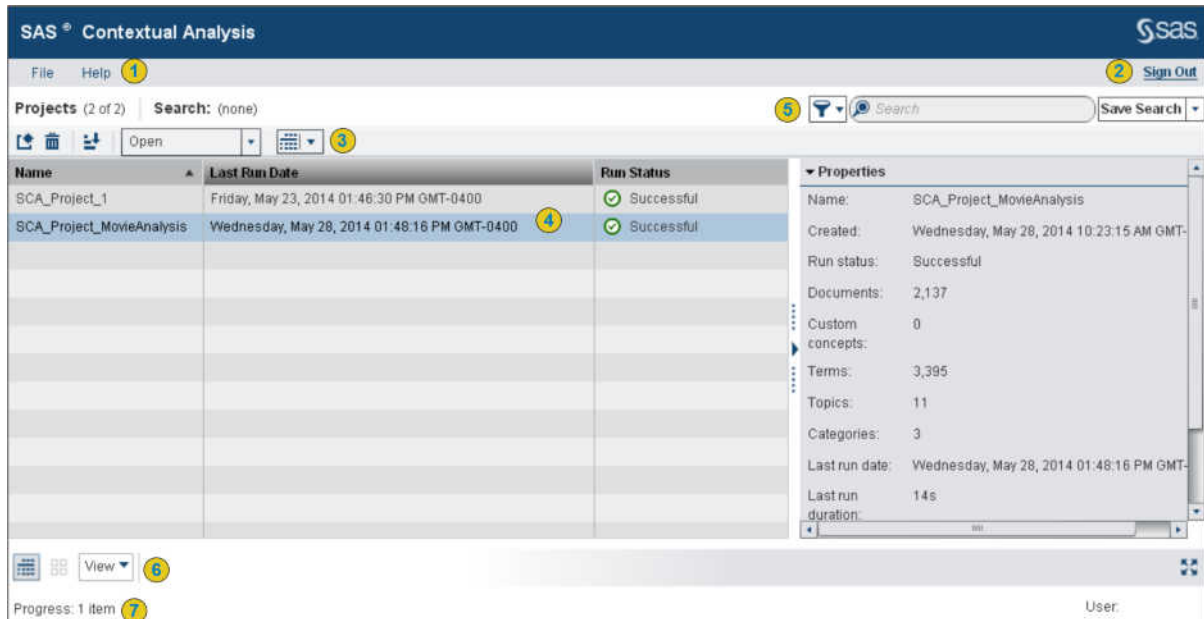 SAS ® Contextual Analysis
sas
File Help 1
2 Sign Out
Projects (2 of 2) Search: (none)
5 Search Save Search
Open 3
Name Last Run Date Run Status
SCA_Project_1 Friday, May 23, 2014 01:46:30 PM GMT-0400 Successful
SCA_Project_MovieAnalysis Wednesday, May 28, 2014 01:48:16 PM GMT-0400 4 Successful
Properties
Name: SCA_Project_MovieAnalysis
Created: Wednesday, May 28, 2014 10:23:15 AM GMT-
Run status: Successful
Documents: 2,137
Custom concepts: 0
Terms: 3,395
Topics: 11
Categories: 3
Last run date: Wednesday, May 28, 2014 01:48:16 PM GMT-
Last run duration: 14s
View 6
Progress: 1 item 7
User: